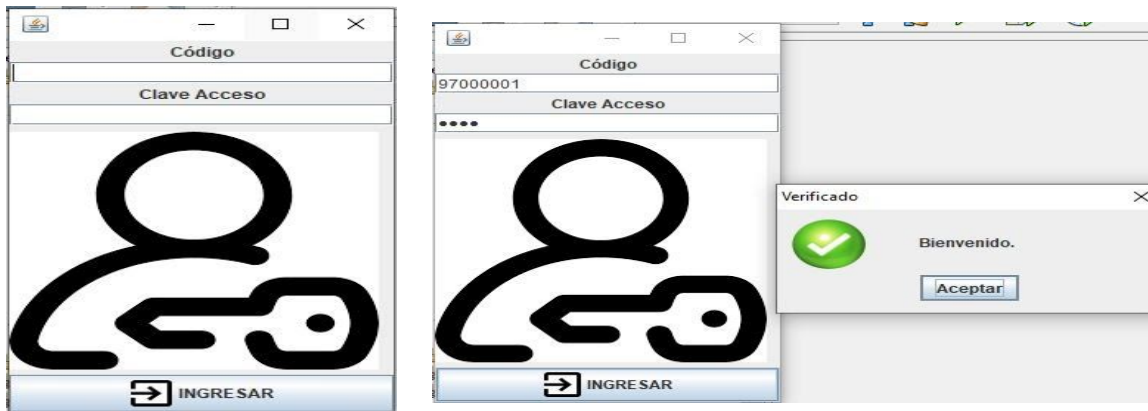 Código
Clave Acceso
INGRESAR
Código
97000001
Clave Acceso
••••
INGRESAR
Verificado
Bienvenido.
Aceptar